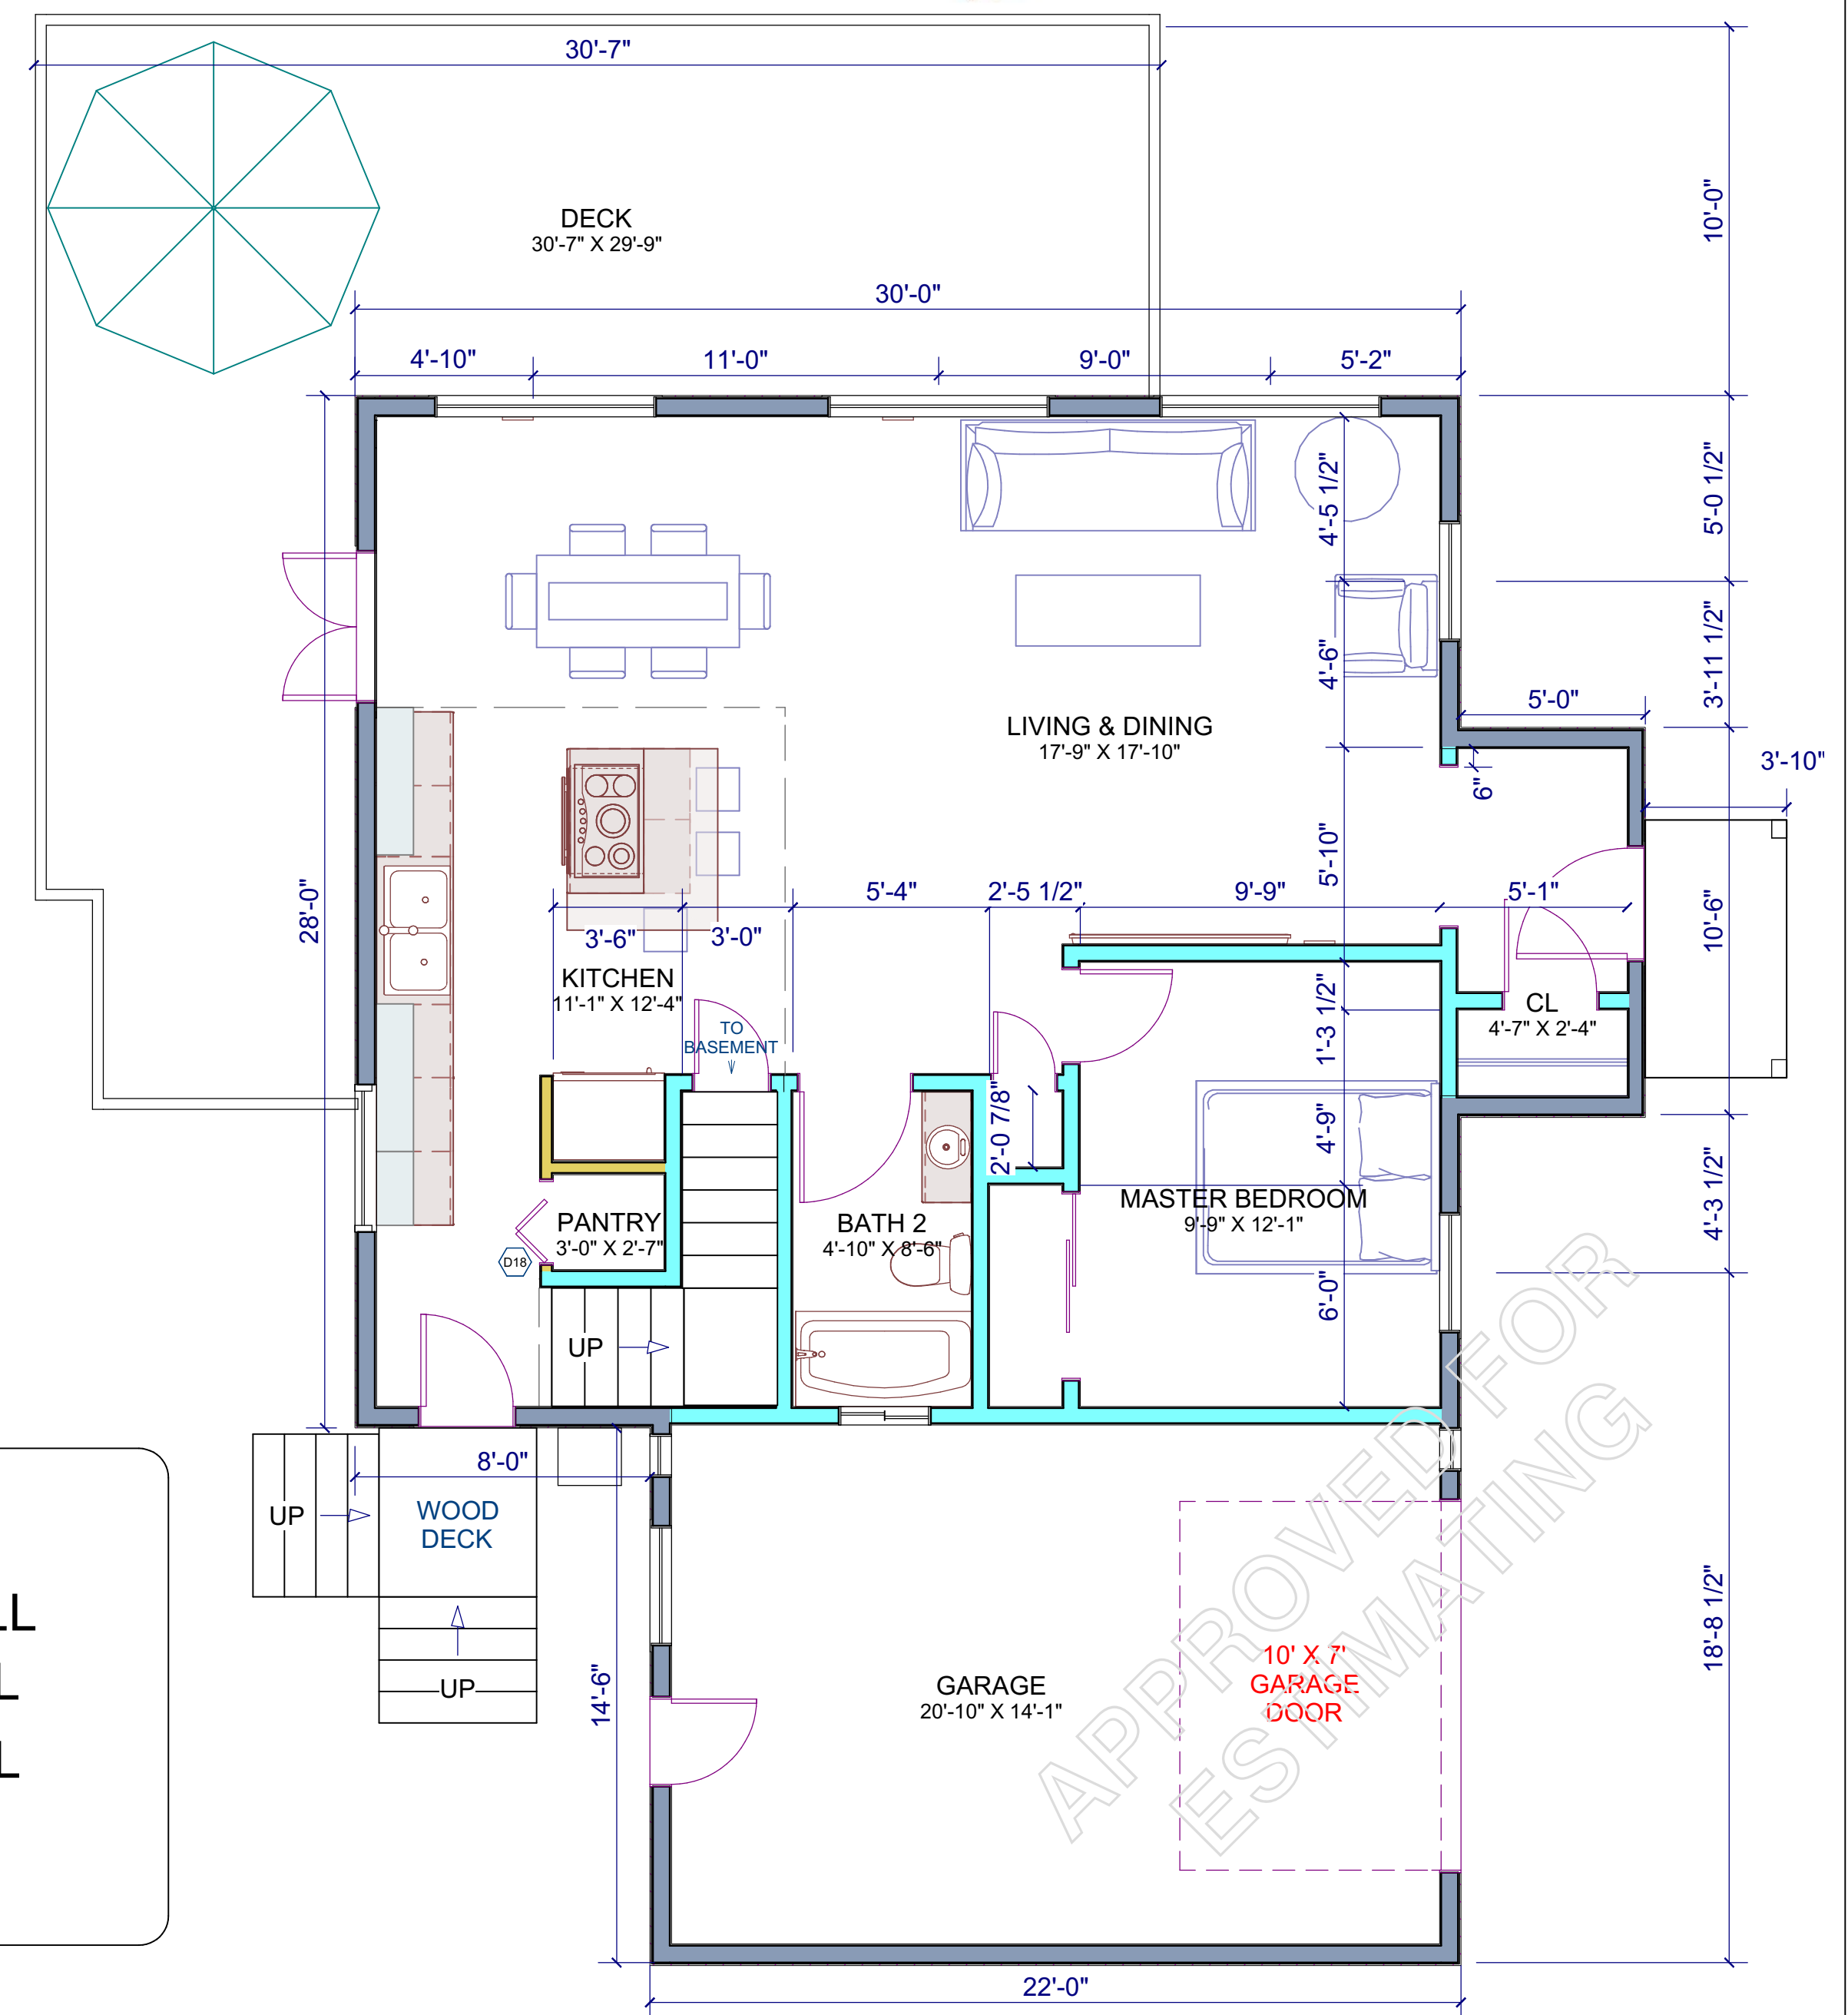 30'-7"
DECK
30'-7" X 29'-9"
10'-0"
30'-0"
4'-10"
11'-0"
9'-0"
5'-2"
4'-5 1/2"
5'-0 1/2"
4'-6"
3'-11 1/2"
5'-0"
LIVING & DINING
17'-9" X 17'-10"
3'-10"
6"
5'-10"
28'-0"
5'-4"
2'-5 1/2"
9'-9"
5'-1"
10'-6"
3'-6"
3'-0"
KITCHEN
11'-1" X 12'-4"
TO
BASEMENT
1'-3 1/2"
CL
4'-7" X 2'-4"
2'-0 7/8"
4'-9"
MASTER BEDROOM
9'-9" X 12'-1"
4'-3 1/2"
PANTRY
3'-0" X 2'-7"
D18
BATH 2
4'-10" X 8'-6"
6'-0"
UP
8'-0"
UP
WOOD
DECK
UP
14'-6"
GARAGE
20'-10" X 14'-1"
10' X 7'
GARAGE
DOOR
18'-8 1/2"
APPROVED FOR
ESTIMATING
22'-0"